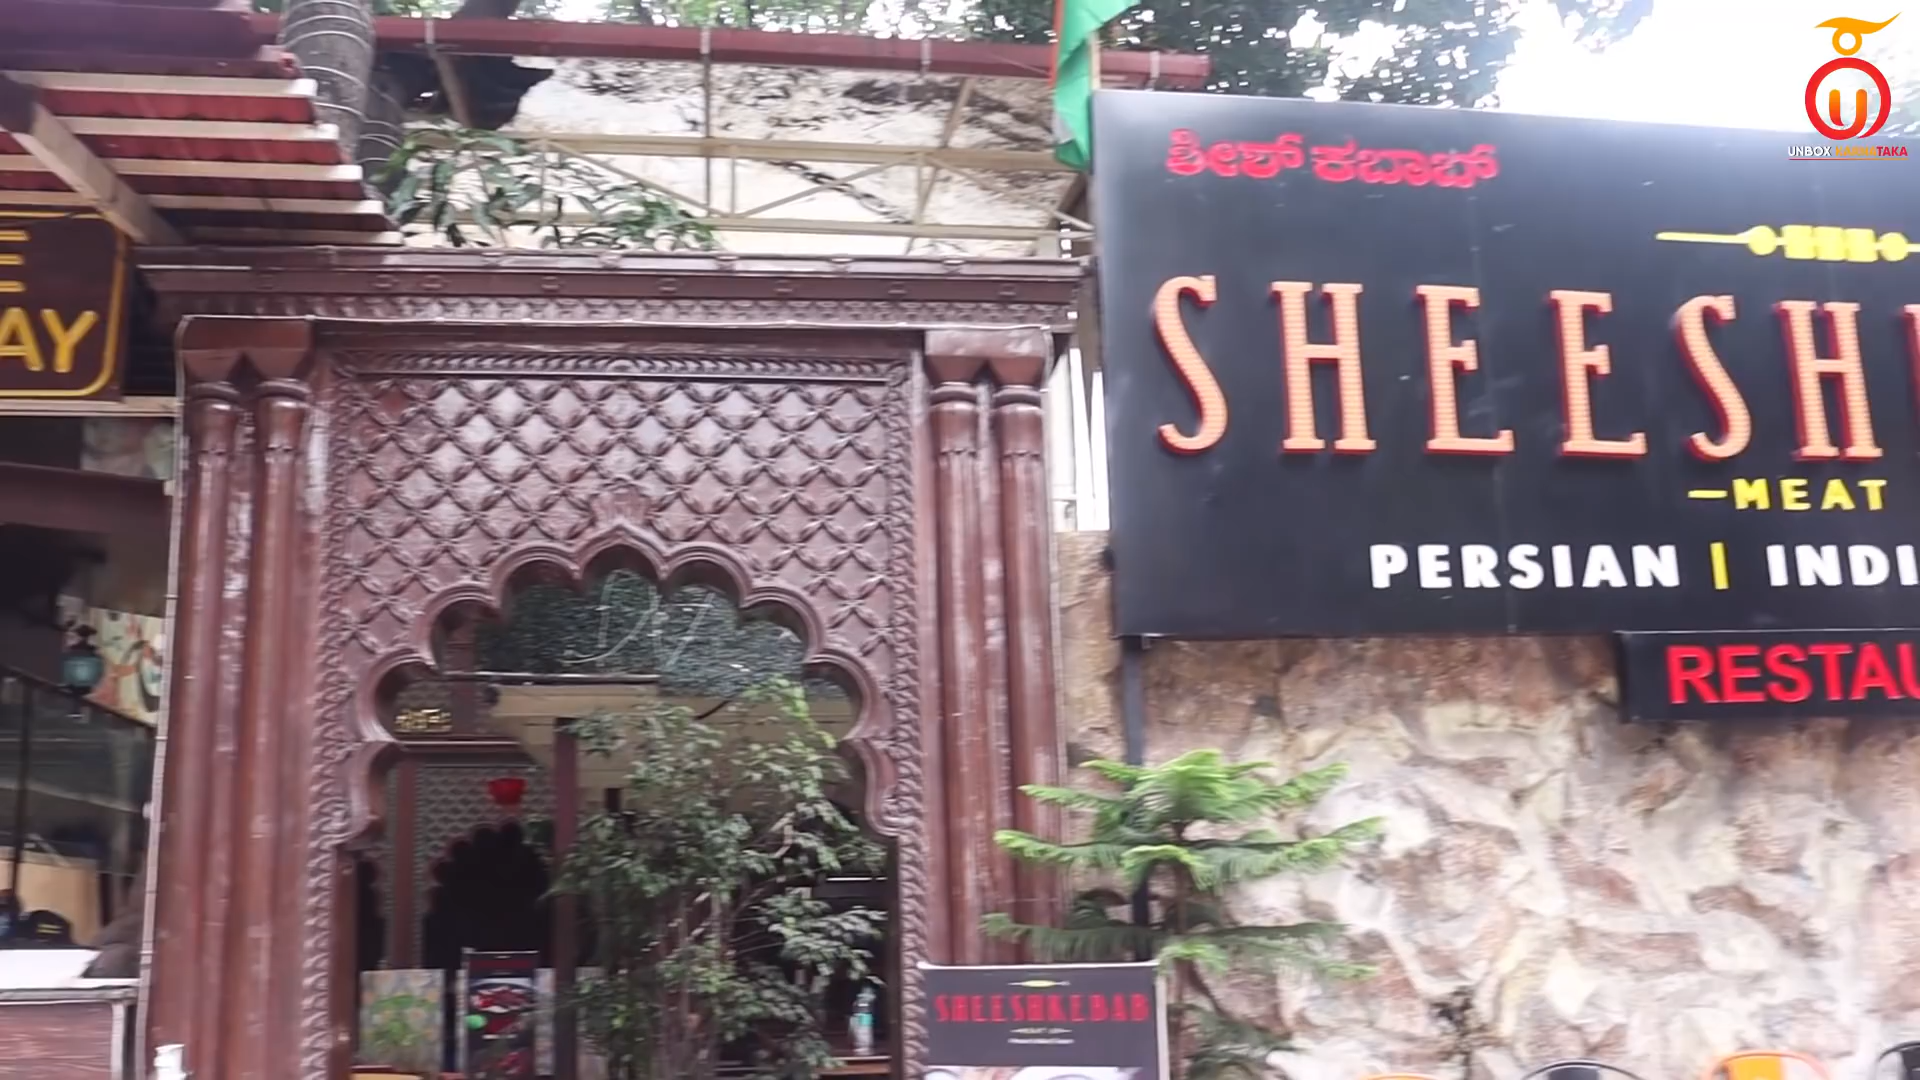 UNBOX KARNATAKA
ಶೀಶ್ ಕಬಾಬ್
SHEESH
–MEAT
PERSIAN | INDI
RESTAU
E
AY
SHEESHKEBAB